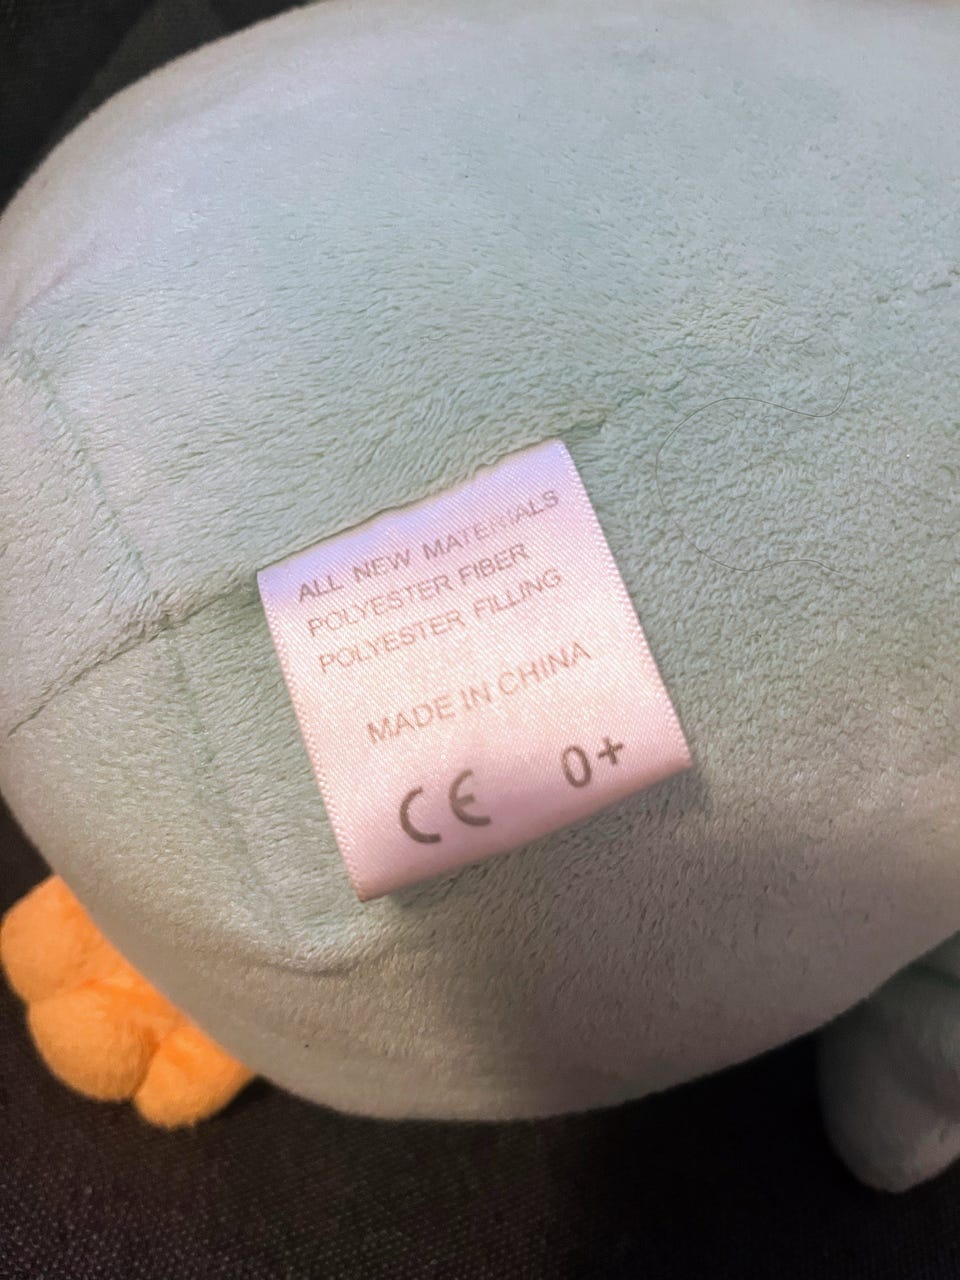 ALL NEW MATERIALS
POLYESTER FIBER
POLYESTER FILLING
MADE IN CHINA
CE 0+